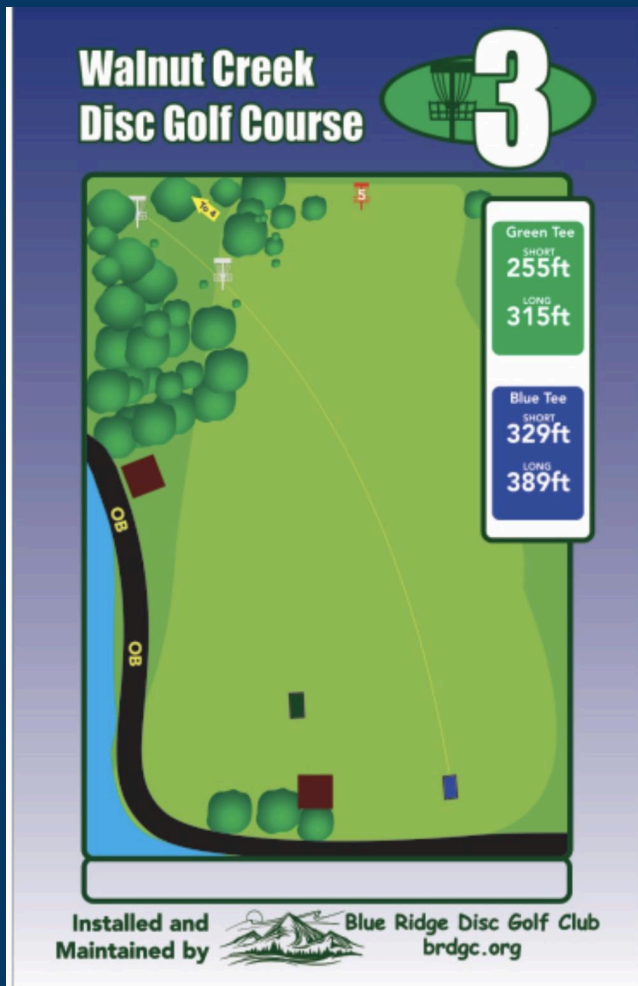 Walnut Creek
Disc Golf Course
3
5
To 4
Green Tee
SHORT
255ft
LONG
315ft
Blue Tee
SHORT
329ft
LONG
389ft
OB
OB
Installed and
Maintained by
Blue Ridge Disc Golf Club
brdgc.org